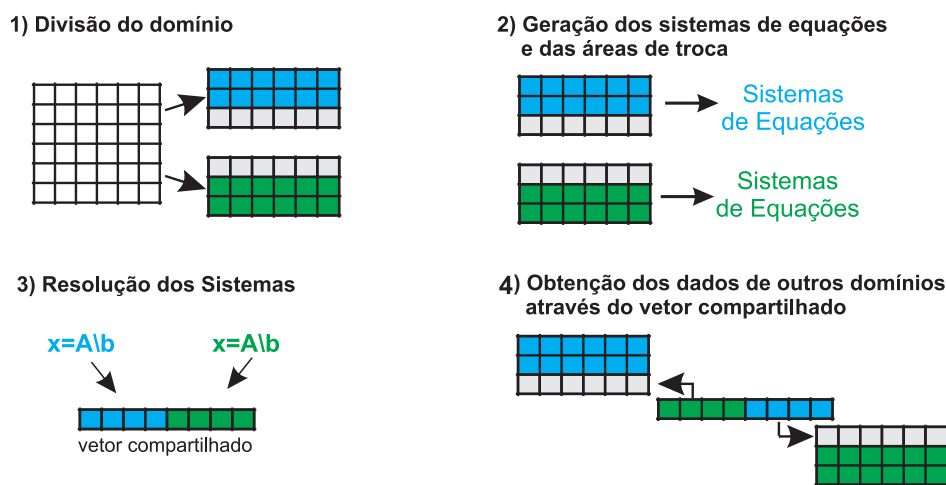 1) Divisão do domínio
2) Geração dos sistemas de equações
e das áreas de troca
Sistemas
de Equações
Sistemas
de Equações
3) Resolução dos Sistemas
x=A\b
x=A\b
vetor compartilhado
4) Obtenção dos dados de outros domínios
através do vetor compartilhado